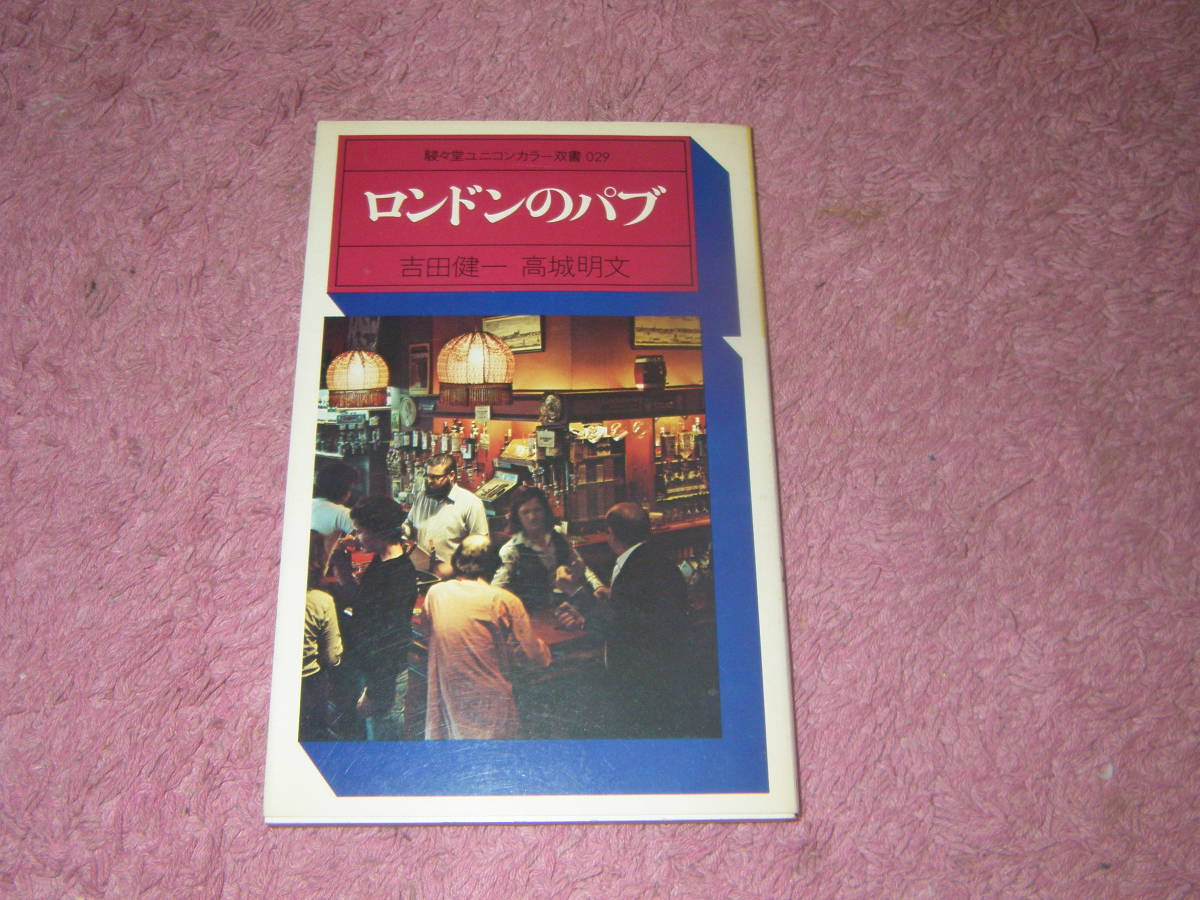 駸々堂ユニコンカラー双書 029
ロンドンのパブ
吉田健一 高城明文